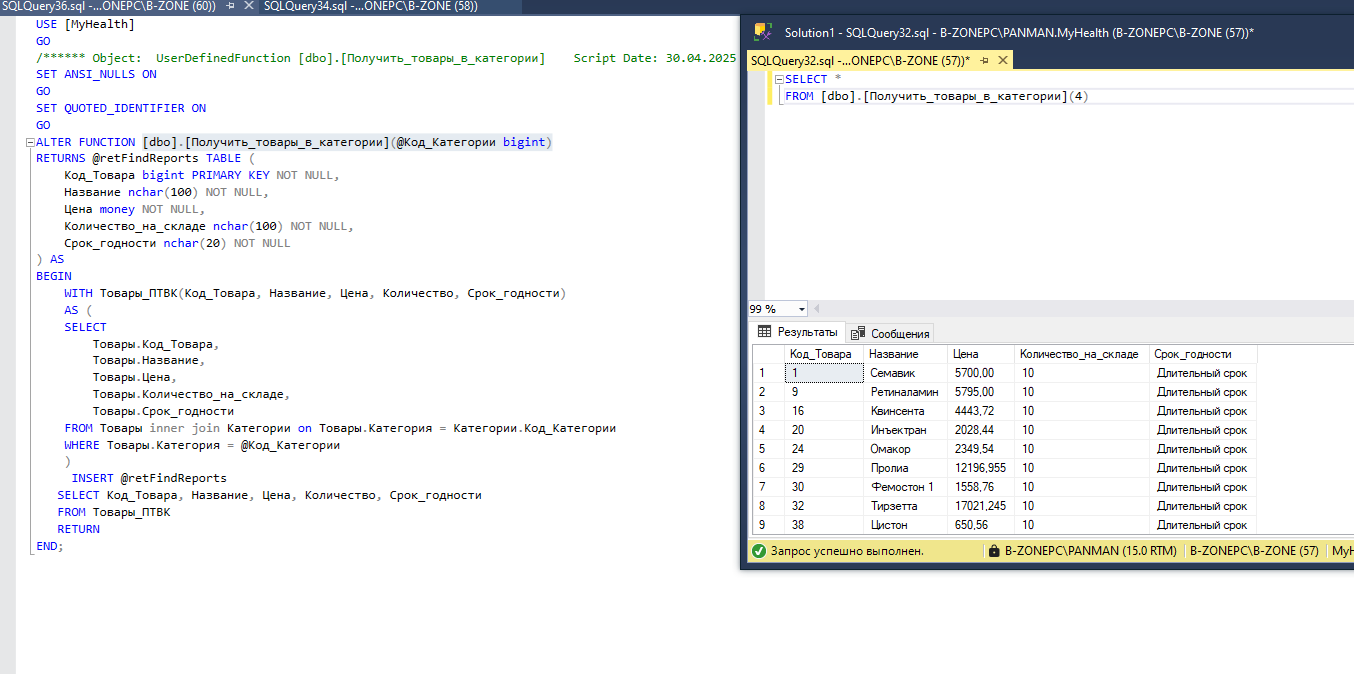 SQLQuery36.sql -...ONEPC\B-ZONE (60)) SQLQuery34.sql -...ONEPC\B-ZONE (58))
USE [MyHealth]
GO
/****** Object:  UserDefinedFunction [dbo].[Получить_товары_в_категории]    Script Date: 30.04.2025
SET ANSI_NULLS ON
GO
SET QUOTED_IDENTIFIER ON
GO
ALTER FUNCTION [dbo].[Получить_товары_в_категории](@Код_Категории bigint)
RETURNS @retFindReports TABLE (
Код_Товара bigint PRIMARY KEY NOT NULL,
Название nchar(100) NOT NULL,
Цена money NOT NULL,
Количество_на_складе nchar(100) NOT NULL,
Срок_годности nchar(20) NOT NULL
) AS
BEGIN
WITH Товары_ПТВК(Код_Товара, Название, Цена, Количество, Срок_годности)
AS (
SELECT
Товары.Код_Товара,
Товары.Название,
Товары.Цена,
Товары.Количество_на_складе,
Товары.Срок_годности
FROM Товары inner join Категории on Товары.Категория = Категории.Код_Категории
WHERE Товары.Категория = @Код_Категории
)
INSERT @retFindReports
SELECT Код_Товара, Название, Цена, Количество, Срок_годности
FROM Товары_ПТВК
RETURN
END;
Solution1 - SQLQuery32.sql - B-ZONEPC\PANMAN.MyHealth (B-ZONEPC\B-ZONE (57))*
SQLQuery32.sql -...ONEPC\B-ZONE (57))*
SELECT *
FROM [dbo].[Получить_товары_в_категории](4)
99 %
Результаты Сообщения
Код_Товара Название Цена Количество_на_складе Срок_годности
1 1 Семавик 5700,00 10 Длительный срок
2 9 Ретиналамин 5795,00 10 Длительный срок
3 16 Квинсента 4443,72 10 Длительный срок
4 20 Инъектран 2028,44 10 Длительный срок
5 24 Омакор 2349,54 10 Длительный срок
6 29 Пролиа 12196,955 10 Длительный срок
7 30 Фемостон 1 1558,76 10 Длительный срок
8 32 Тирзетта 17021,245 10 Длительный срок
9 38 Цистон 650,56 10 Длительный срок
Запрос успешно выполнен. B-ZONEPC\PANMAN (15.0 RTM) B-ZONEPC\B-ZONE (57) MyH